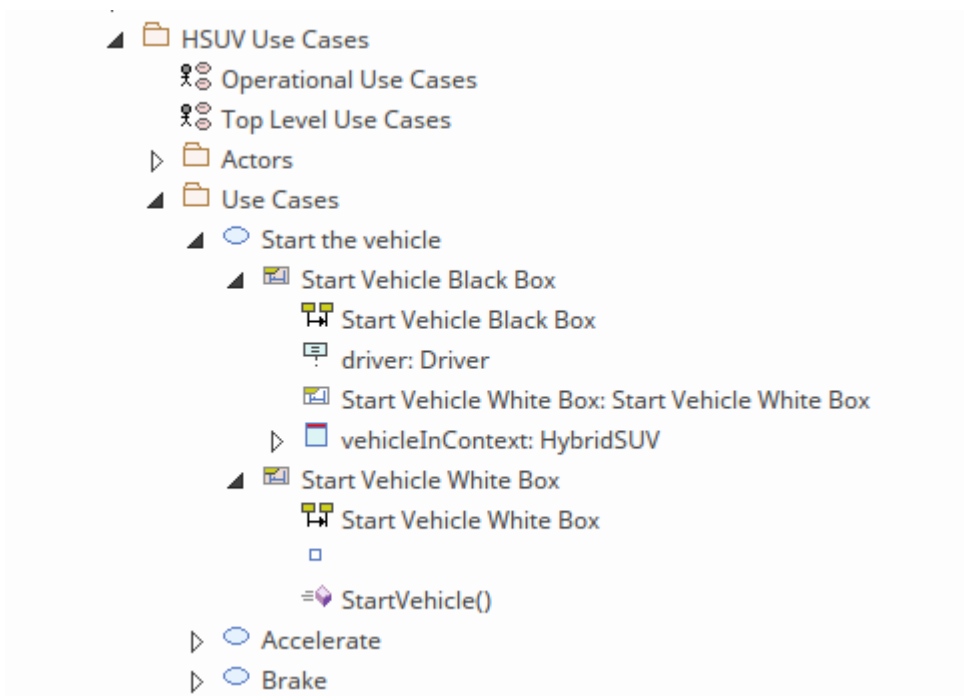 HSUV Use Cases
Operational Use Cases
Top Level Use Cases
Actors
Use Cases
Start the vehicle
Start Vehicle Black Box
Start Vehicle Black Box
driver: Driver
Start Vehicle White Box: Start Vehicle White Box
vehicleInContext: HybridSUV
Start Vehicle White Box
Start Vehicle White Box
StartVehicle()
Accelerate
Brake